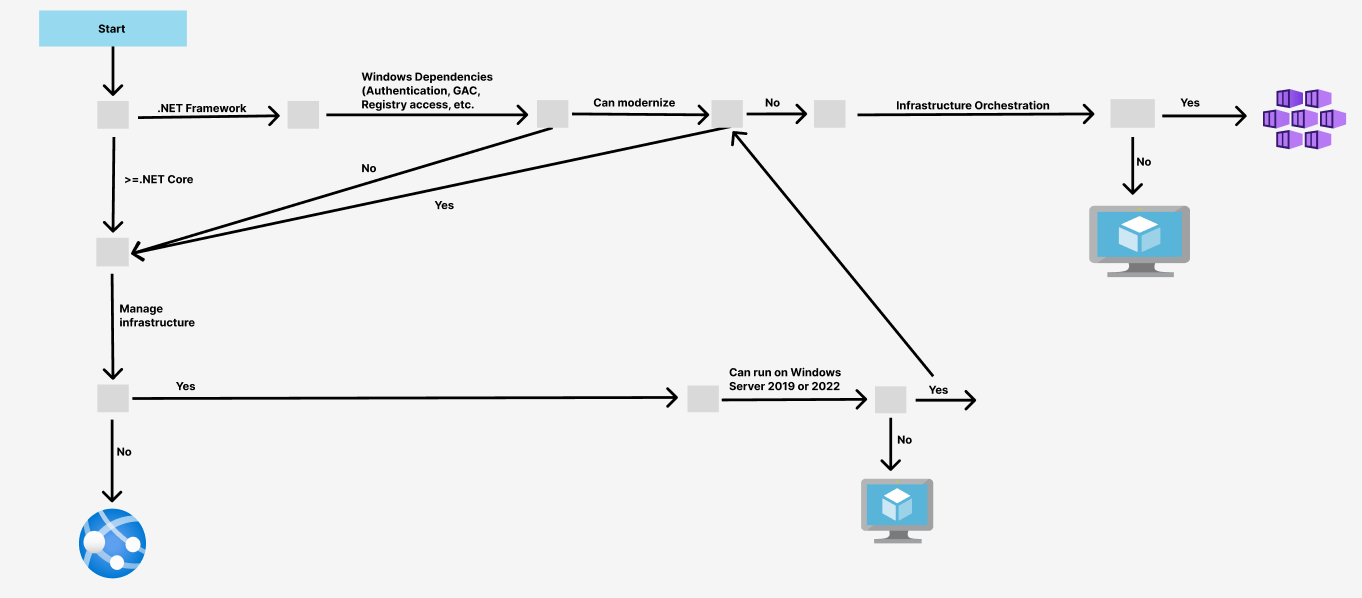 Start
.NET Framework
Windows Dependencies
(Authentication, GAC,
Registry access, etc.
Can modernize
No
Infrastructure Orchestration
Yes
No
No
>=.NET Core
Yes
Manage
infrastructure
Yes
Can run on Windows
Server 2019 or 2022
Yes
No
No